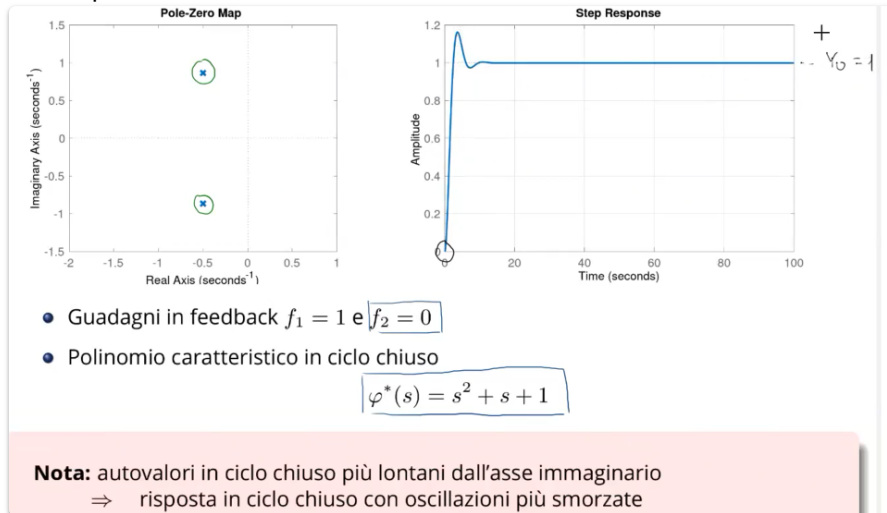 Pole-Zero Map
1.5
1
0.5
0
-0.5
-1
-1.5
-2 -1.5 -1 -0.5 0 0.5 1
Imaginary Axis (seconds⁻¹)
Real Axis (seconds⁻¹)
Step Response
1.2
1
0.8
0.6
0.4
0.2
0
0 20 40 60 80 100
Amplitude
Time (seconds)
+
Y₀ = 1
Guadagni in feedback f₁ = 1 e f₂ = 0
Polinomio caratteristico in ciclo chiuso
φ*(s) = s² + s + 1
Nota: autovalori in ciclo chiuso più lontani dall'asse immaginario
⇒ risposta in ciclo chiuso con oscillazioni più smorzate